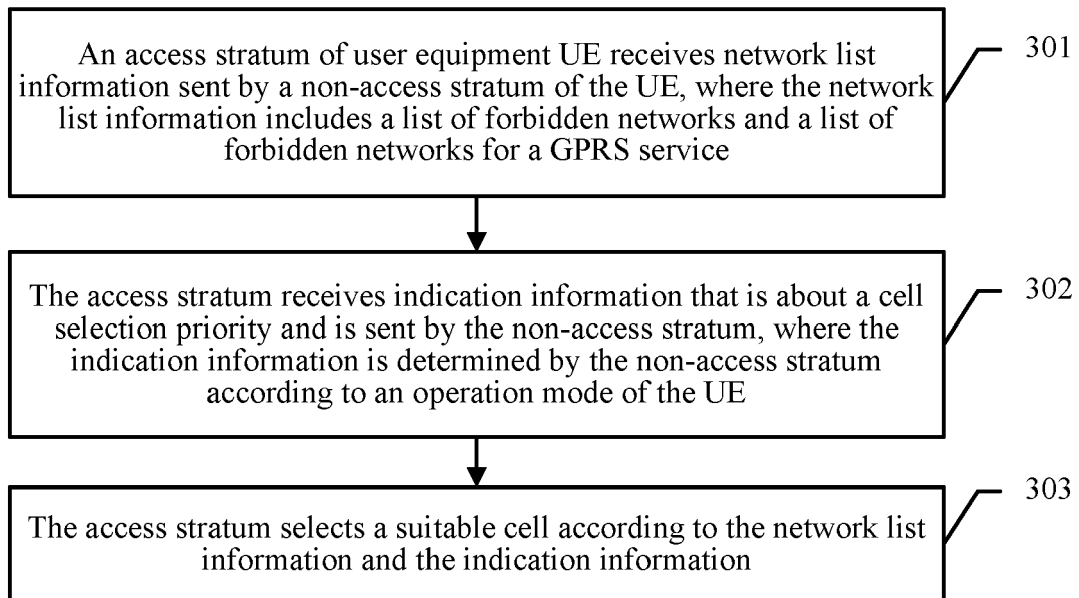 An access stratum of user equipment UE receives network list
information sent by a non-access stratum of the UE, where the network
list information includes a list of forbidden networks and a list of
forbidden networks for a GPRS service
301
The access stratum receives indication information that is about a cell
selection priority and is sent by the non-access stratum, where the
indication information is determined by the non-access stratum
according to an operation mode of the UE
302
The access stratum selects a suitable cell according to the network list
information and the indication information
303